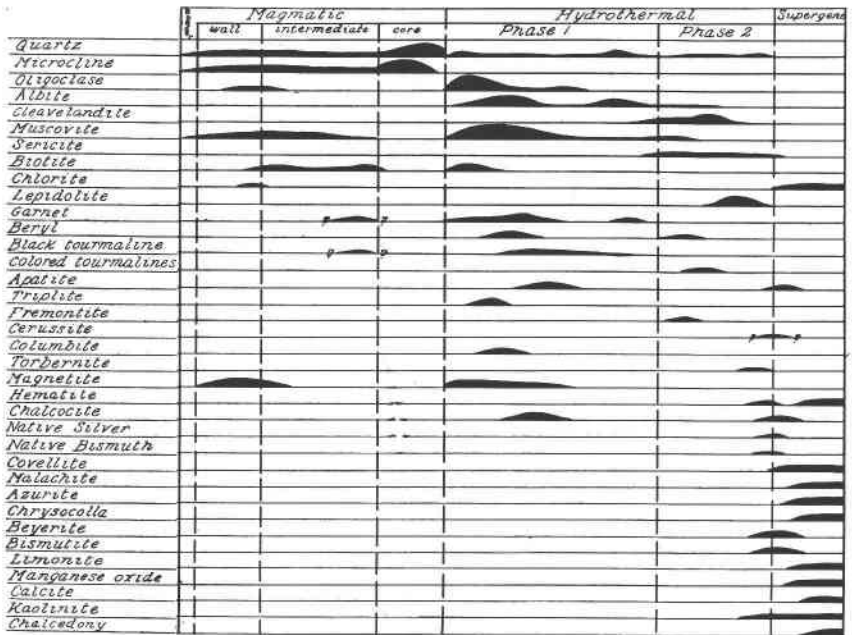 Magmatic Hydrothermal Supergene
wall intermediate core Phase 1 Phase 2
Quartz
Microcline
Oligoclase
Albite
Cleavelandite
Muscovite
Sericite
Biotite
Chlorite
Lepidolite
Garnet
? ?
Beryl
Black tourmaline
? ?
Colored tourmalines
Apatite
Triplite
Fremontite
Cerussite
? ?
Columbite
Torbernite
Magnetite
Hematite
Chalcocite
Native Silver
Native Bismuth
Covellite
Malachite
Azurite
Chrysocolla
Beyerite
Bismutite
Limonite
Manganese oxide
Calcite
Kaolinite
Chalcedony